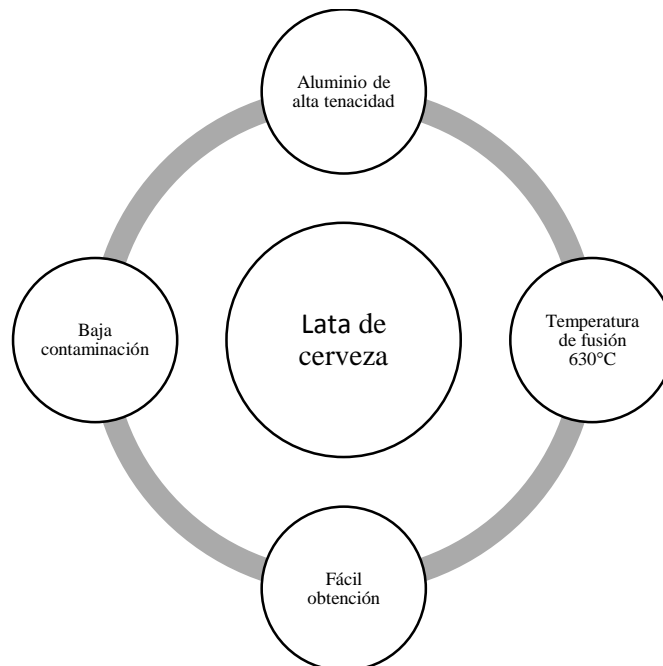 Aluminio de
alta tenacidad
Baja
contaminación
Lata de
cerveza
Temperatura
de fusión
630°C
Fácil
obtención